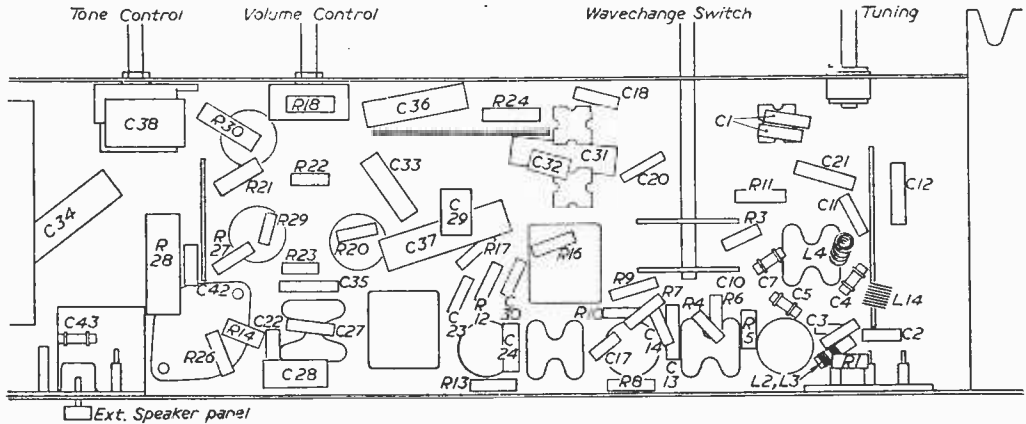 Tone Control Volume Control Wavechange Switch Tuning
C38
R30
R18
C36
R24
C18
C1
C31
C32
C33
R22
R21
C20
C21
R11
C12
C11
C34
R28
R29
R27
R20
C29
C37
R17
R16
R3
L4
C7
C4
L14
R23
C35
C42
R12
C30
C23
R9
C10
R7
R4
R6
C5
C3
C2
C43
R14
C22
C27
R26
C28
C24
R10
C17
C14
C13
R5
R1
R13
R8
L2,L3
Ext. Speaker panel